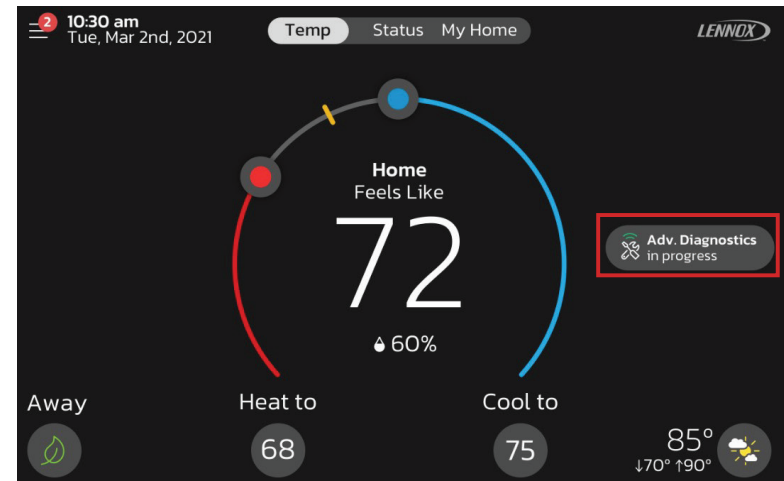 2
10:30 am
Tue, Mar 2nd, 2021
Temp Status My Home
LENNOX
Home
Feels Like
72
60%
Adv. Diagnostics
in progress
Away
Heat to
Cool to
68
75
85°
↓70° ↑90°